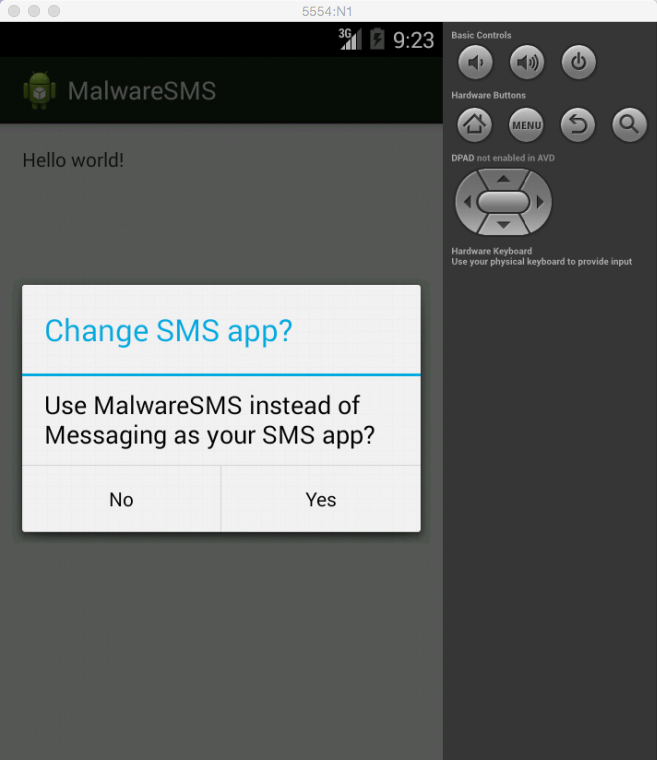 5554:N1
3G 9:23
MalwareSMS
Hello world!
Change SMS app?
Use MalwareSMS instead of
Messaging as your SMS app?
No Yes
Basic Controls
Hardware Buttons
MENU
DPAD not enabled in AVD
Hardware Keyboard
Use your physical keyboard to provide input